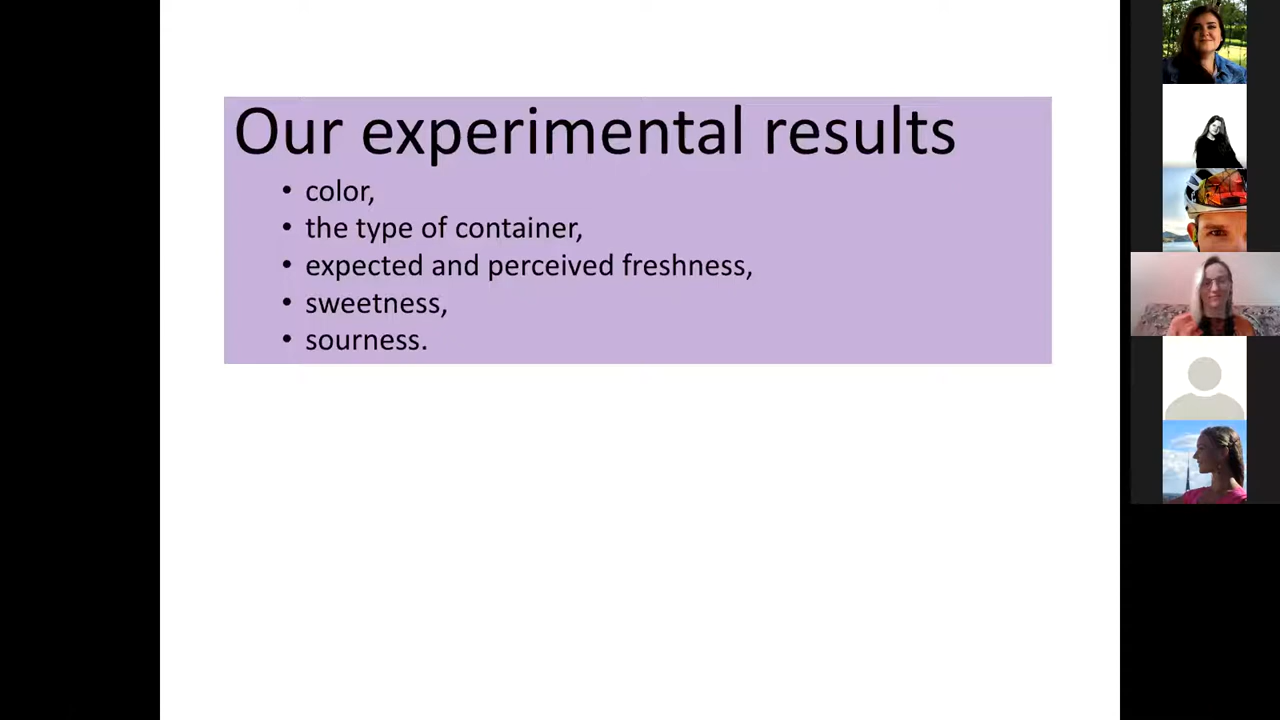 Our experimental results
• color,
• the type of container,
• expected and perceived freshness,
• sweetness,
• sourness.